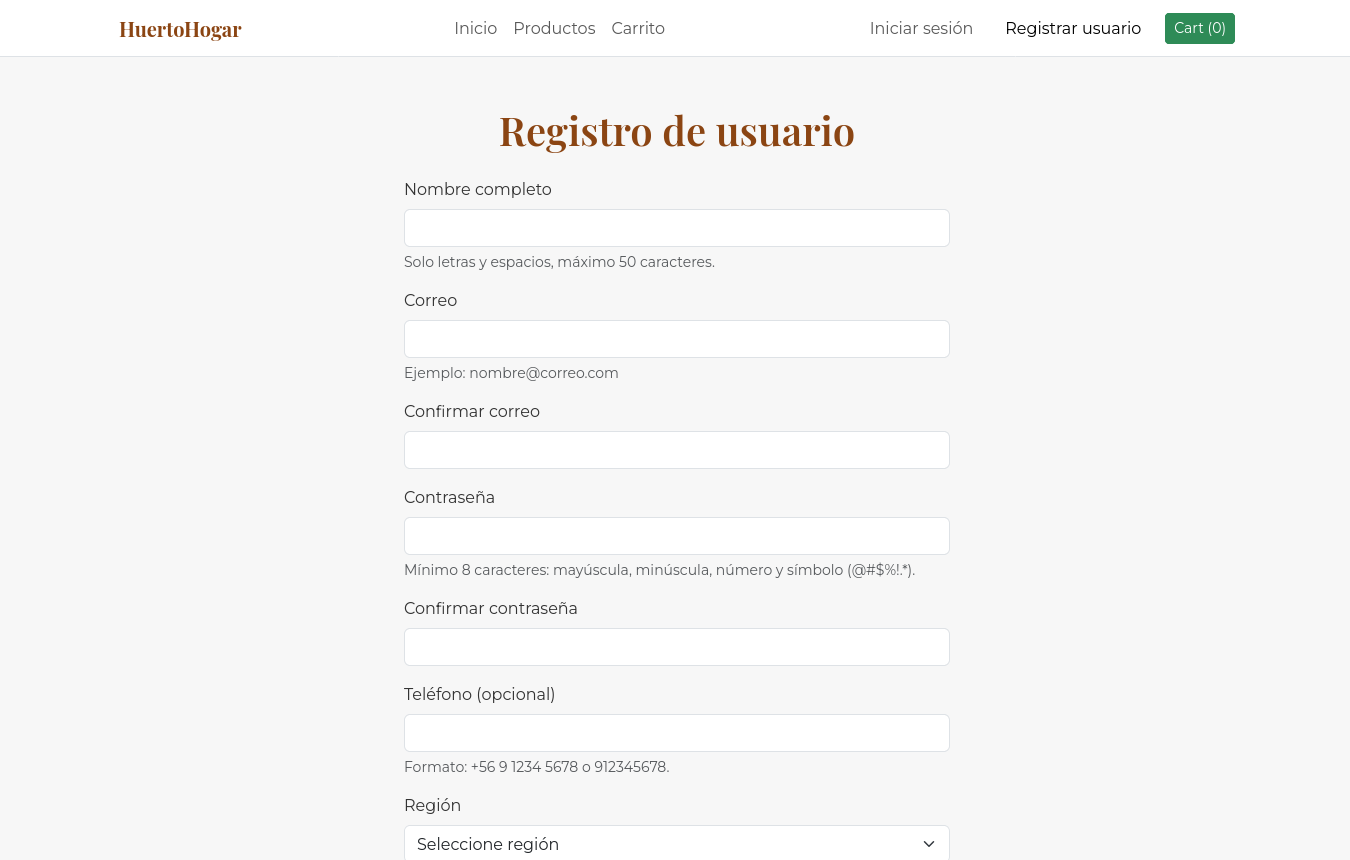 HuertoHogar
Inicio Productos Carrito
Iniciar sesión Registrar usuario Cart (0)
Registro de usuario
Nombre completo
Solo letras y espacios, máximo 50 caracteres.
Correo
Ejemplo: nombre@correo.com
Confirmar correo
Contraseña
Mínimo 8 caracteres: mayúscula, minúscula, número y símbolo (@#$%!.*).
Confirmar contraseña
Teléfono (opcional)
Formato: +56 9 1234 5678 o 912345678.
Región
Seleccione región